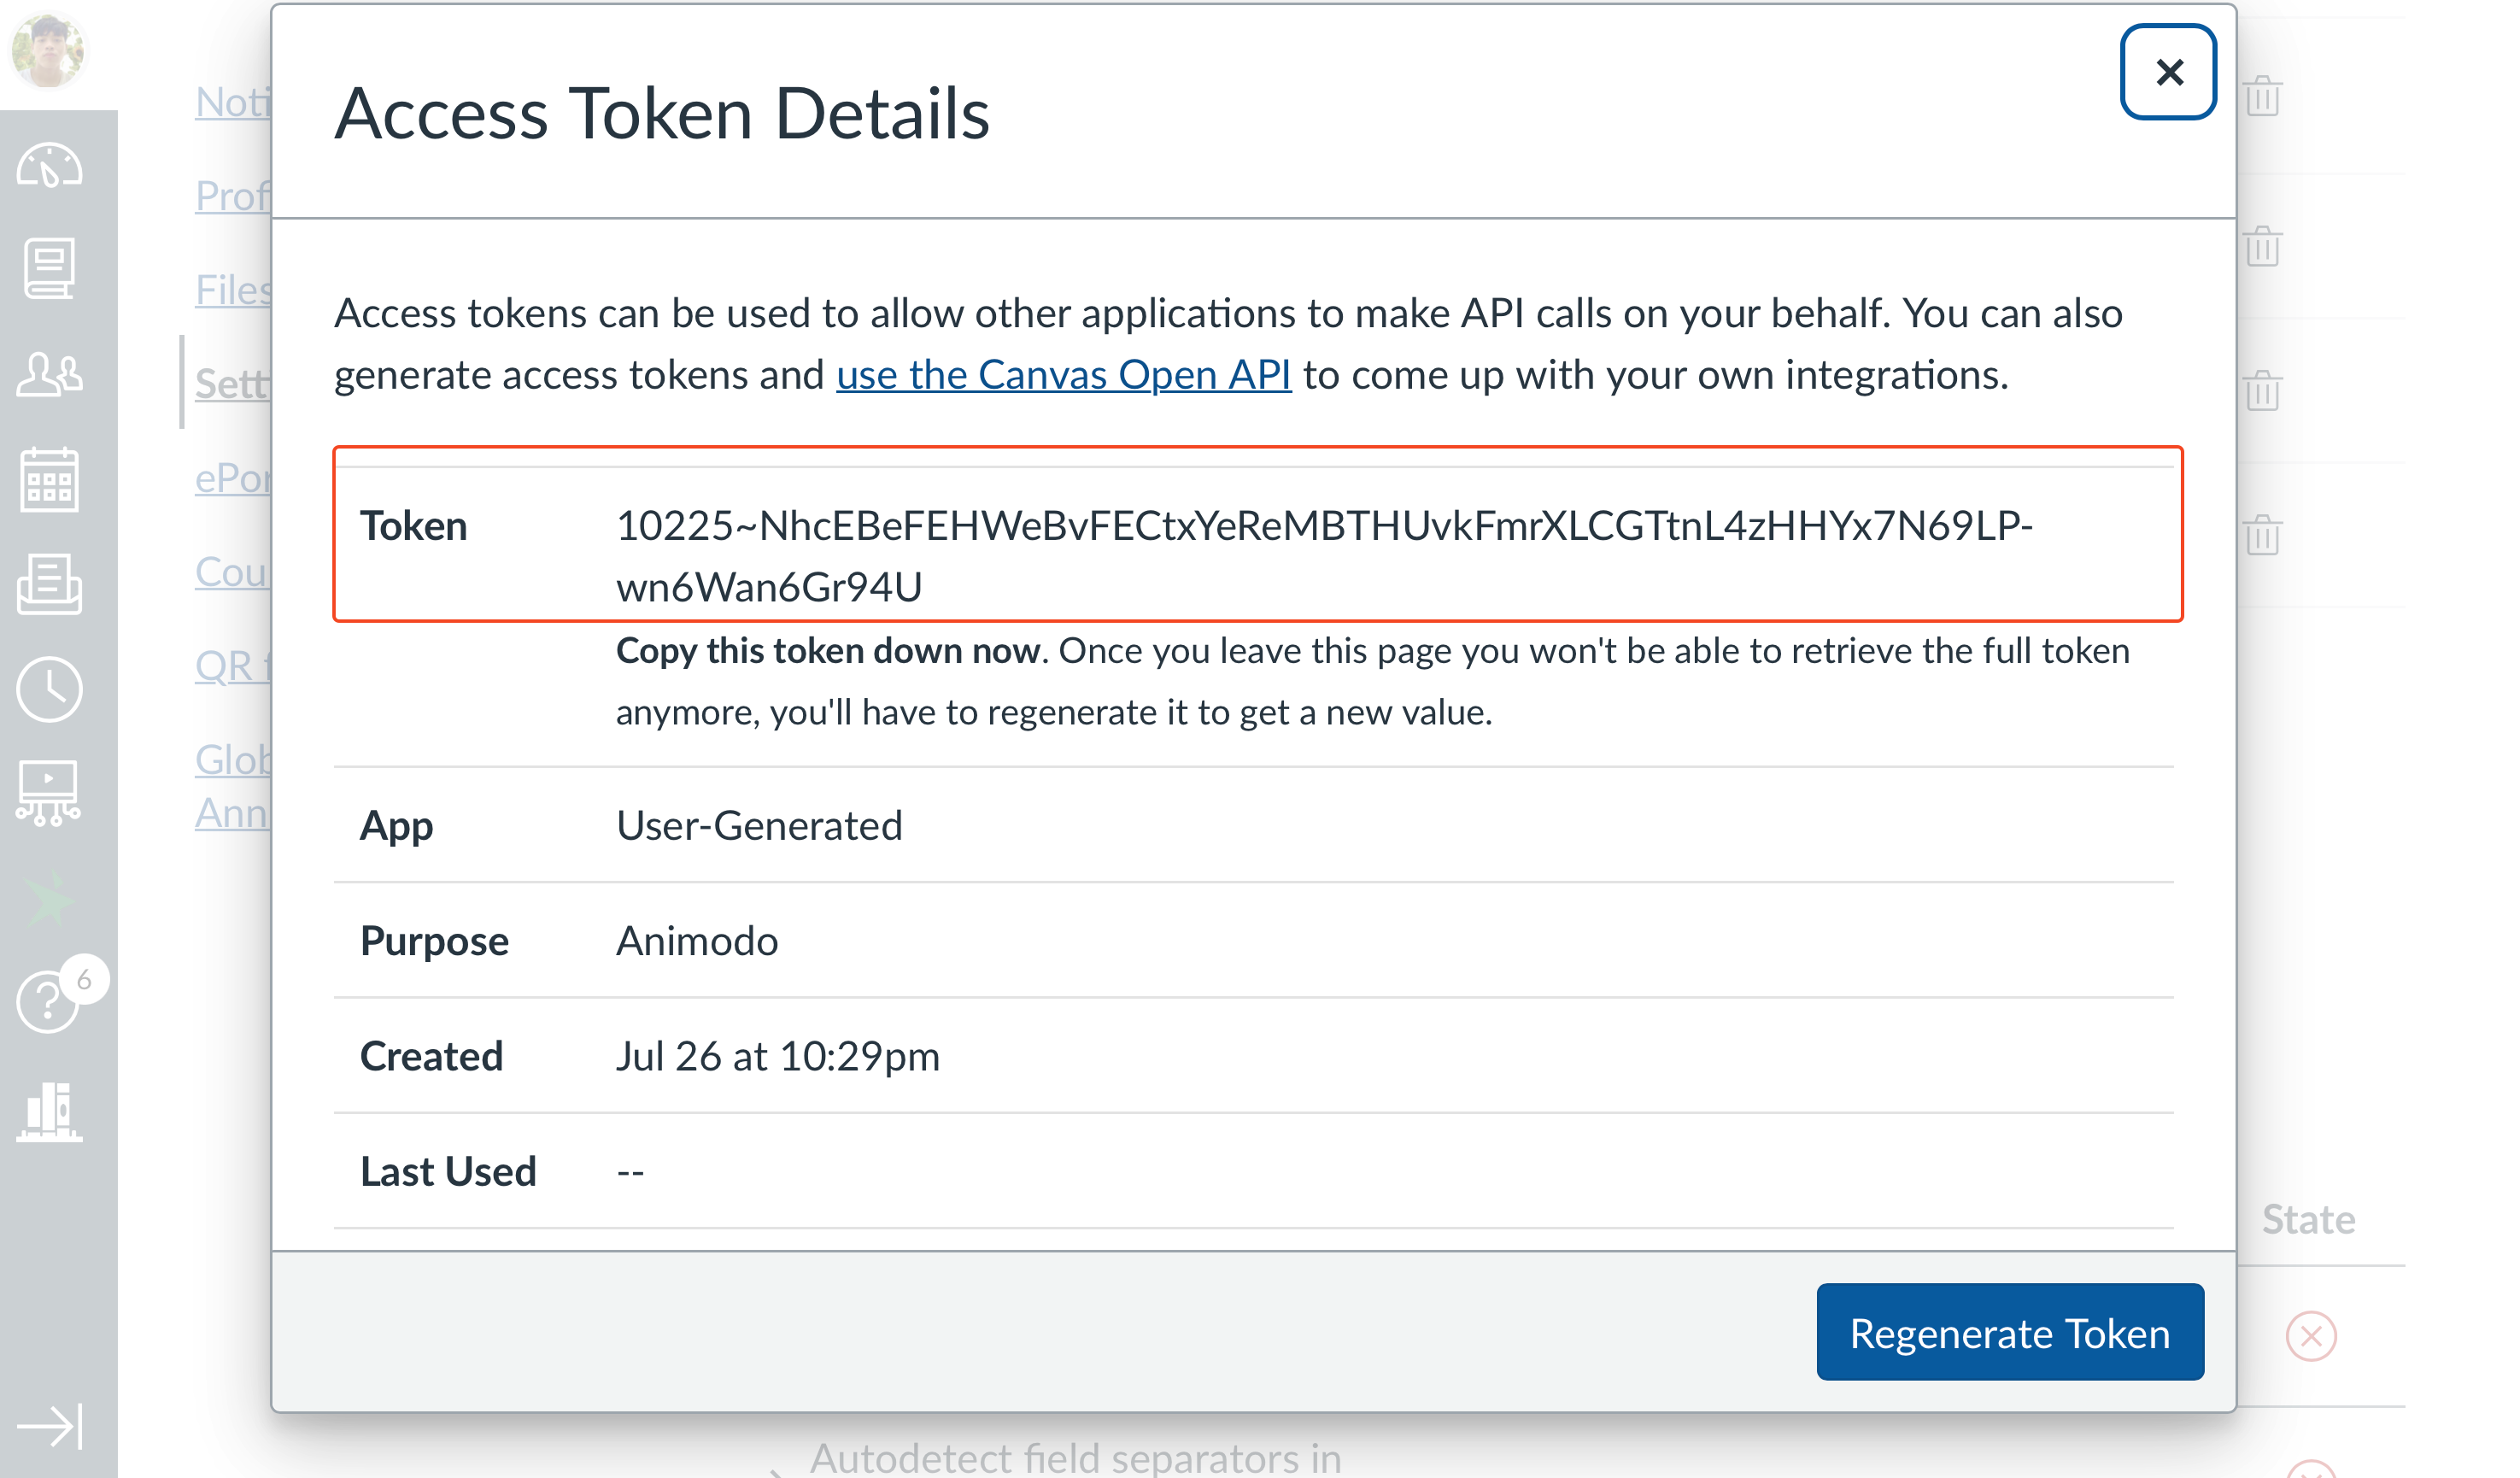 Access Token Details
Noti
Prof
Files
Sett
ePor
Cou
QR f
Glob
Ann
Access tokens can be used to allow other applications to make API calls on your behalf. You can also
generate access tokens and use the Canvas Open API to come up with your own integrations.
Token 10225~NhcEBeFEHWeBvFECtxYeReMBTHUvkFmrXLCGTtnL4zHHYx7N69LP-
wn6Wan6Gr94U
Copy this token down now. Once you leave this page you won't be able to retrieve the full token
anymore, you'll have to regenerate it to get a new value.
App User-Generated
Purpose Animodo
6
Created Jul 26 at 10:29pm
Last Used --
State
Regenerate Token
Autodetect field separators in